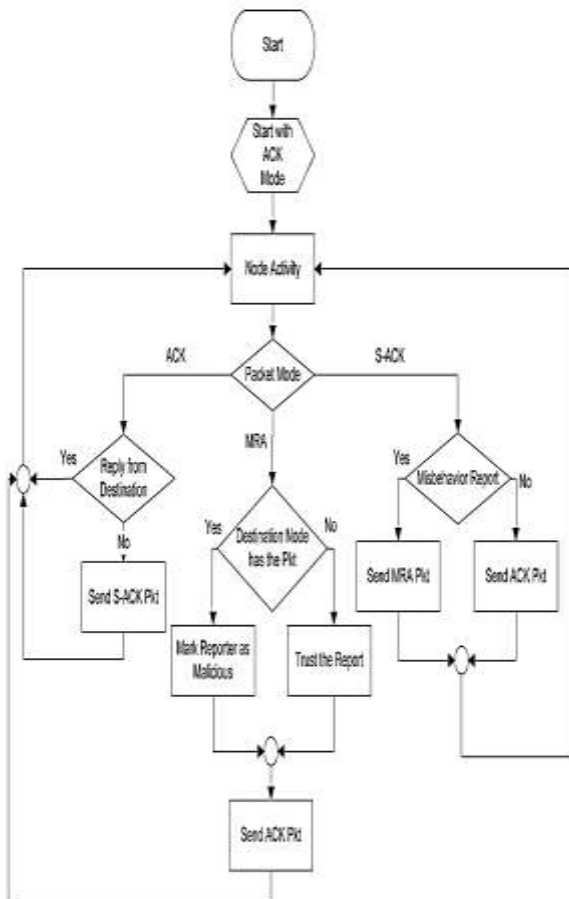 Start
Start with
ACK
Mode
Node Activity
ACK
Packet Mode
S-ACK
MRA
Yes
Reply from
Destination
No
Send S-ACK Pkt
Yes
Destination Node
has the Pkt
No
Mark Reporter as
Malicious
Trust the Report
Yes
Misbehavior Report
No
Send MRA Pkt
Send ACK Pkt
Send ACK Pkt